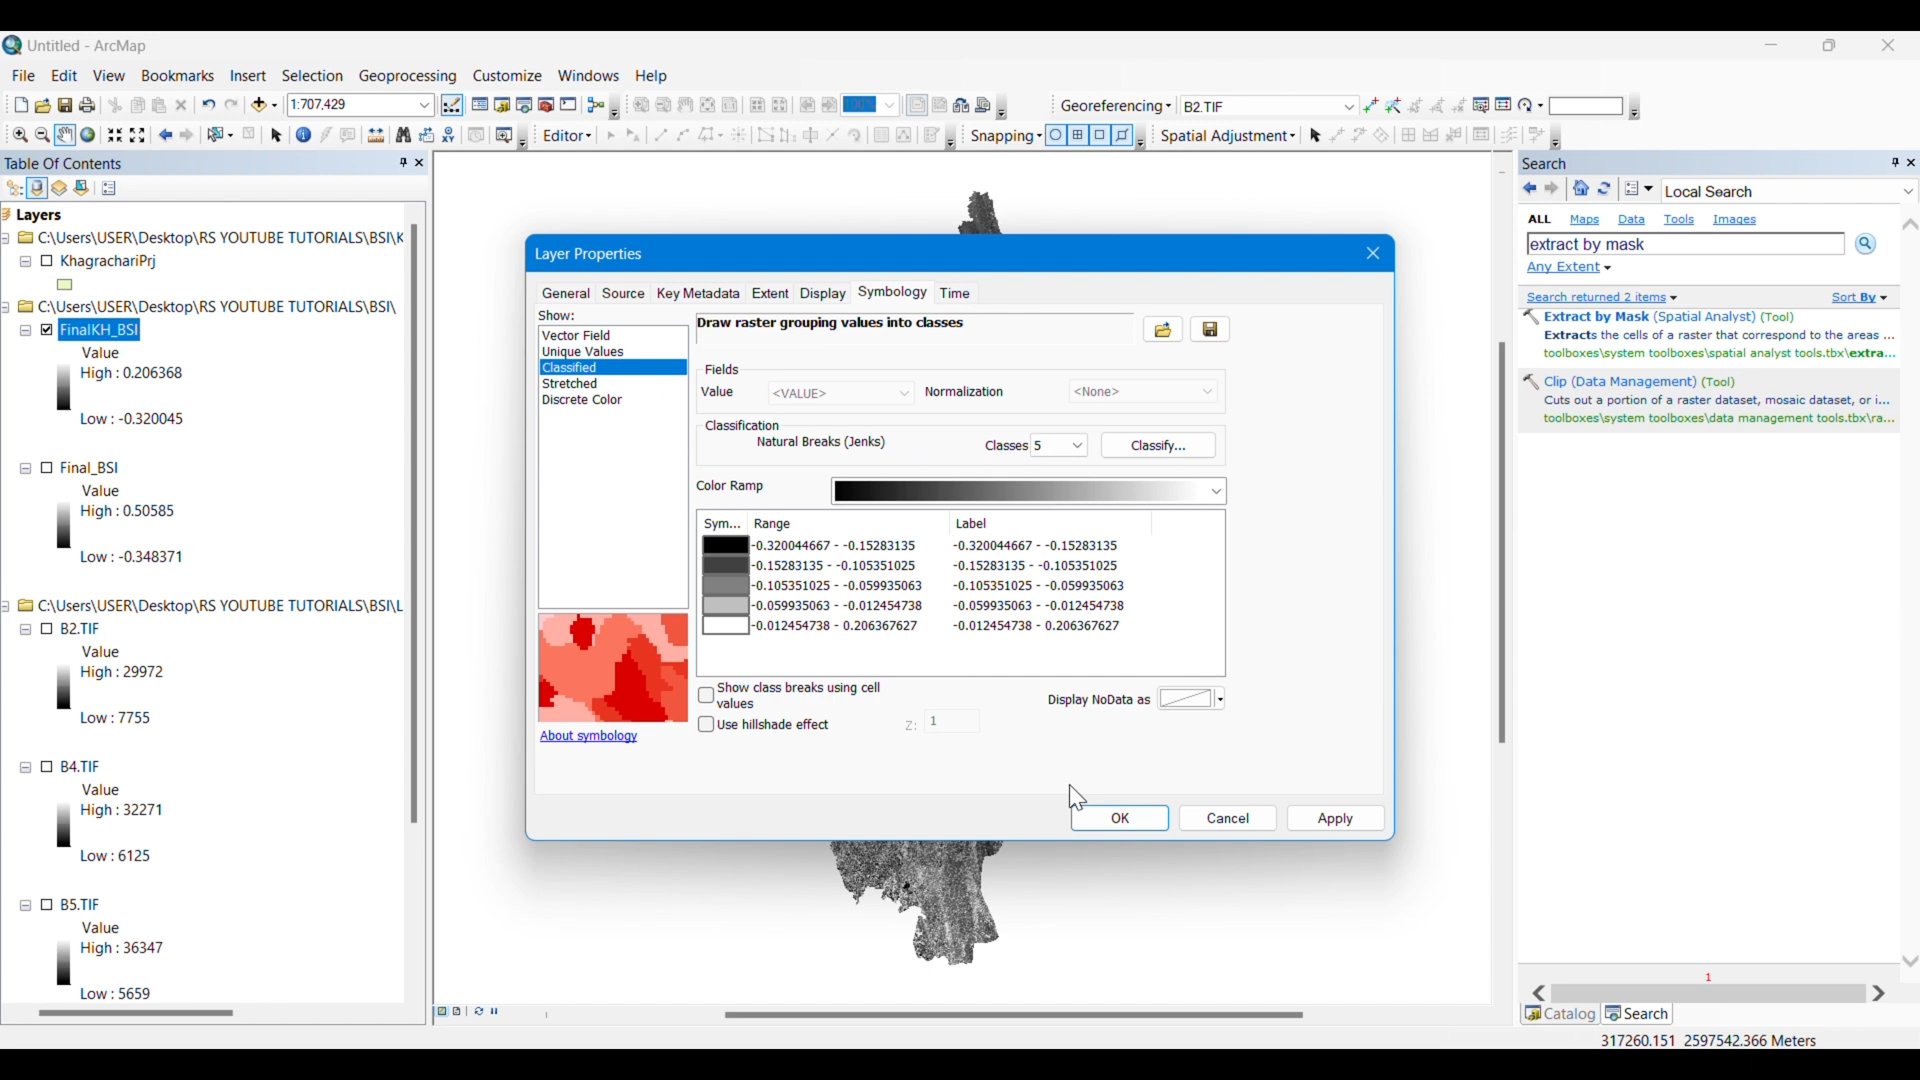 Untitled - ArcMap
File Edit View Bookmarks Insert Selection Geoprocessing Customize Windows Help
1:707,429 100% Georeferencing B2.TIF
Editor Snapping Spatial Adjustment
Table Of Contents
Layers
C:\Users\USER\Desktop\RS YOUTUBE TUTORIALS\BSI\K
KhagrachariPrj
C:\Users\USER\Desktop\RS YOUTUBE TUTORIALS\BSI\
FinalKH_BSI
Value
High : 0.206368
Low : -0.320045
Final_BSI
Value
High : 0.50585
Low : -0.348371
C:\Users\USER\Desktop\RS YOUTUBE TUTORIALS\BSI\L
B2.TIF
Value
High : 29972
Low : 7755
B4.TIF
Value
High : 32271
Low : 6125
B5.TIF
Value
High : 36347
Low : 5659
Layer Properties
General Source Key Metadata Extent Display Symbology Time
Show:
Vector Field
Unique Values
Classified
Stretched
Discrete Color
About symbology
Draw raster grouping values into classes
Fields
Value <VALUE> Normalization <None>
Classification
Natural Breaks (Jenks) Classes 5 Classify...
Color Ramp
Sym... Range Label
-0.320044667 - -0.15283135 -0.320044667 - -0.15283135
-0.15283135 - -0.105351025 -0.15283135 - -0.105351025
-0.105351025 - -0.059935063 -0.105351025 - -0.059935063
-0.059935063 - -0.012454738 -0.059935063 - -0.012454738
-0.012454738 - 0.206367627 -0.012454738 - 0.206367627
Show class breaks using cell
values
Display NoData as
Use hillshade effect Z: 1
OK Cancel Apply
Search
Local Search
ALL Maps Data Tools Images
extract by mask
Any Extent
Search returned 2 items Sort By
Extract by Mask (Spatial Analyst) (Tool)
Extracts the cells of a raster that correspond to the areas ...
toolboxes\system toolboxes\spatial analyst tools.tbx\extra...
Clip (Data Management) (Tool)
Cuts out a portion of a raster dataset, mosaic dataset, or i...
toolboxes\system toolboxes\data management tools.tbx\ra...
1
Catalog Search
317260.151 2597542.366 Meters